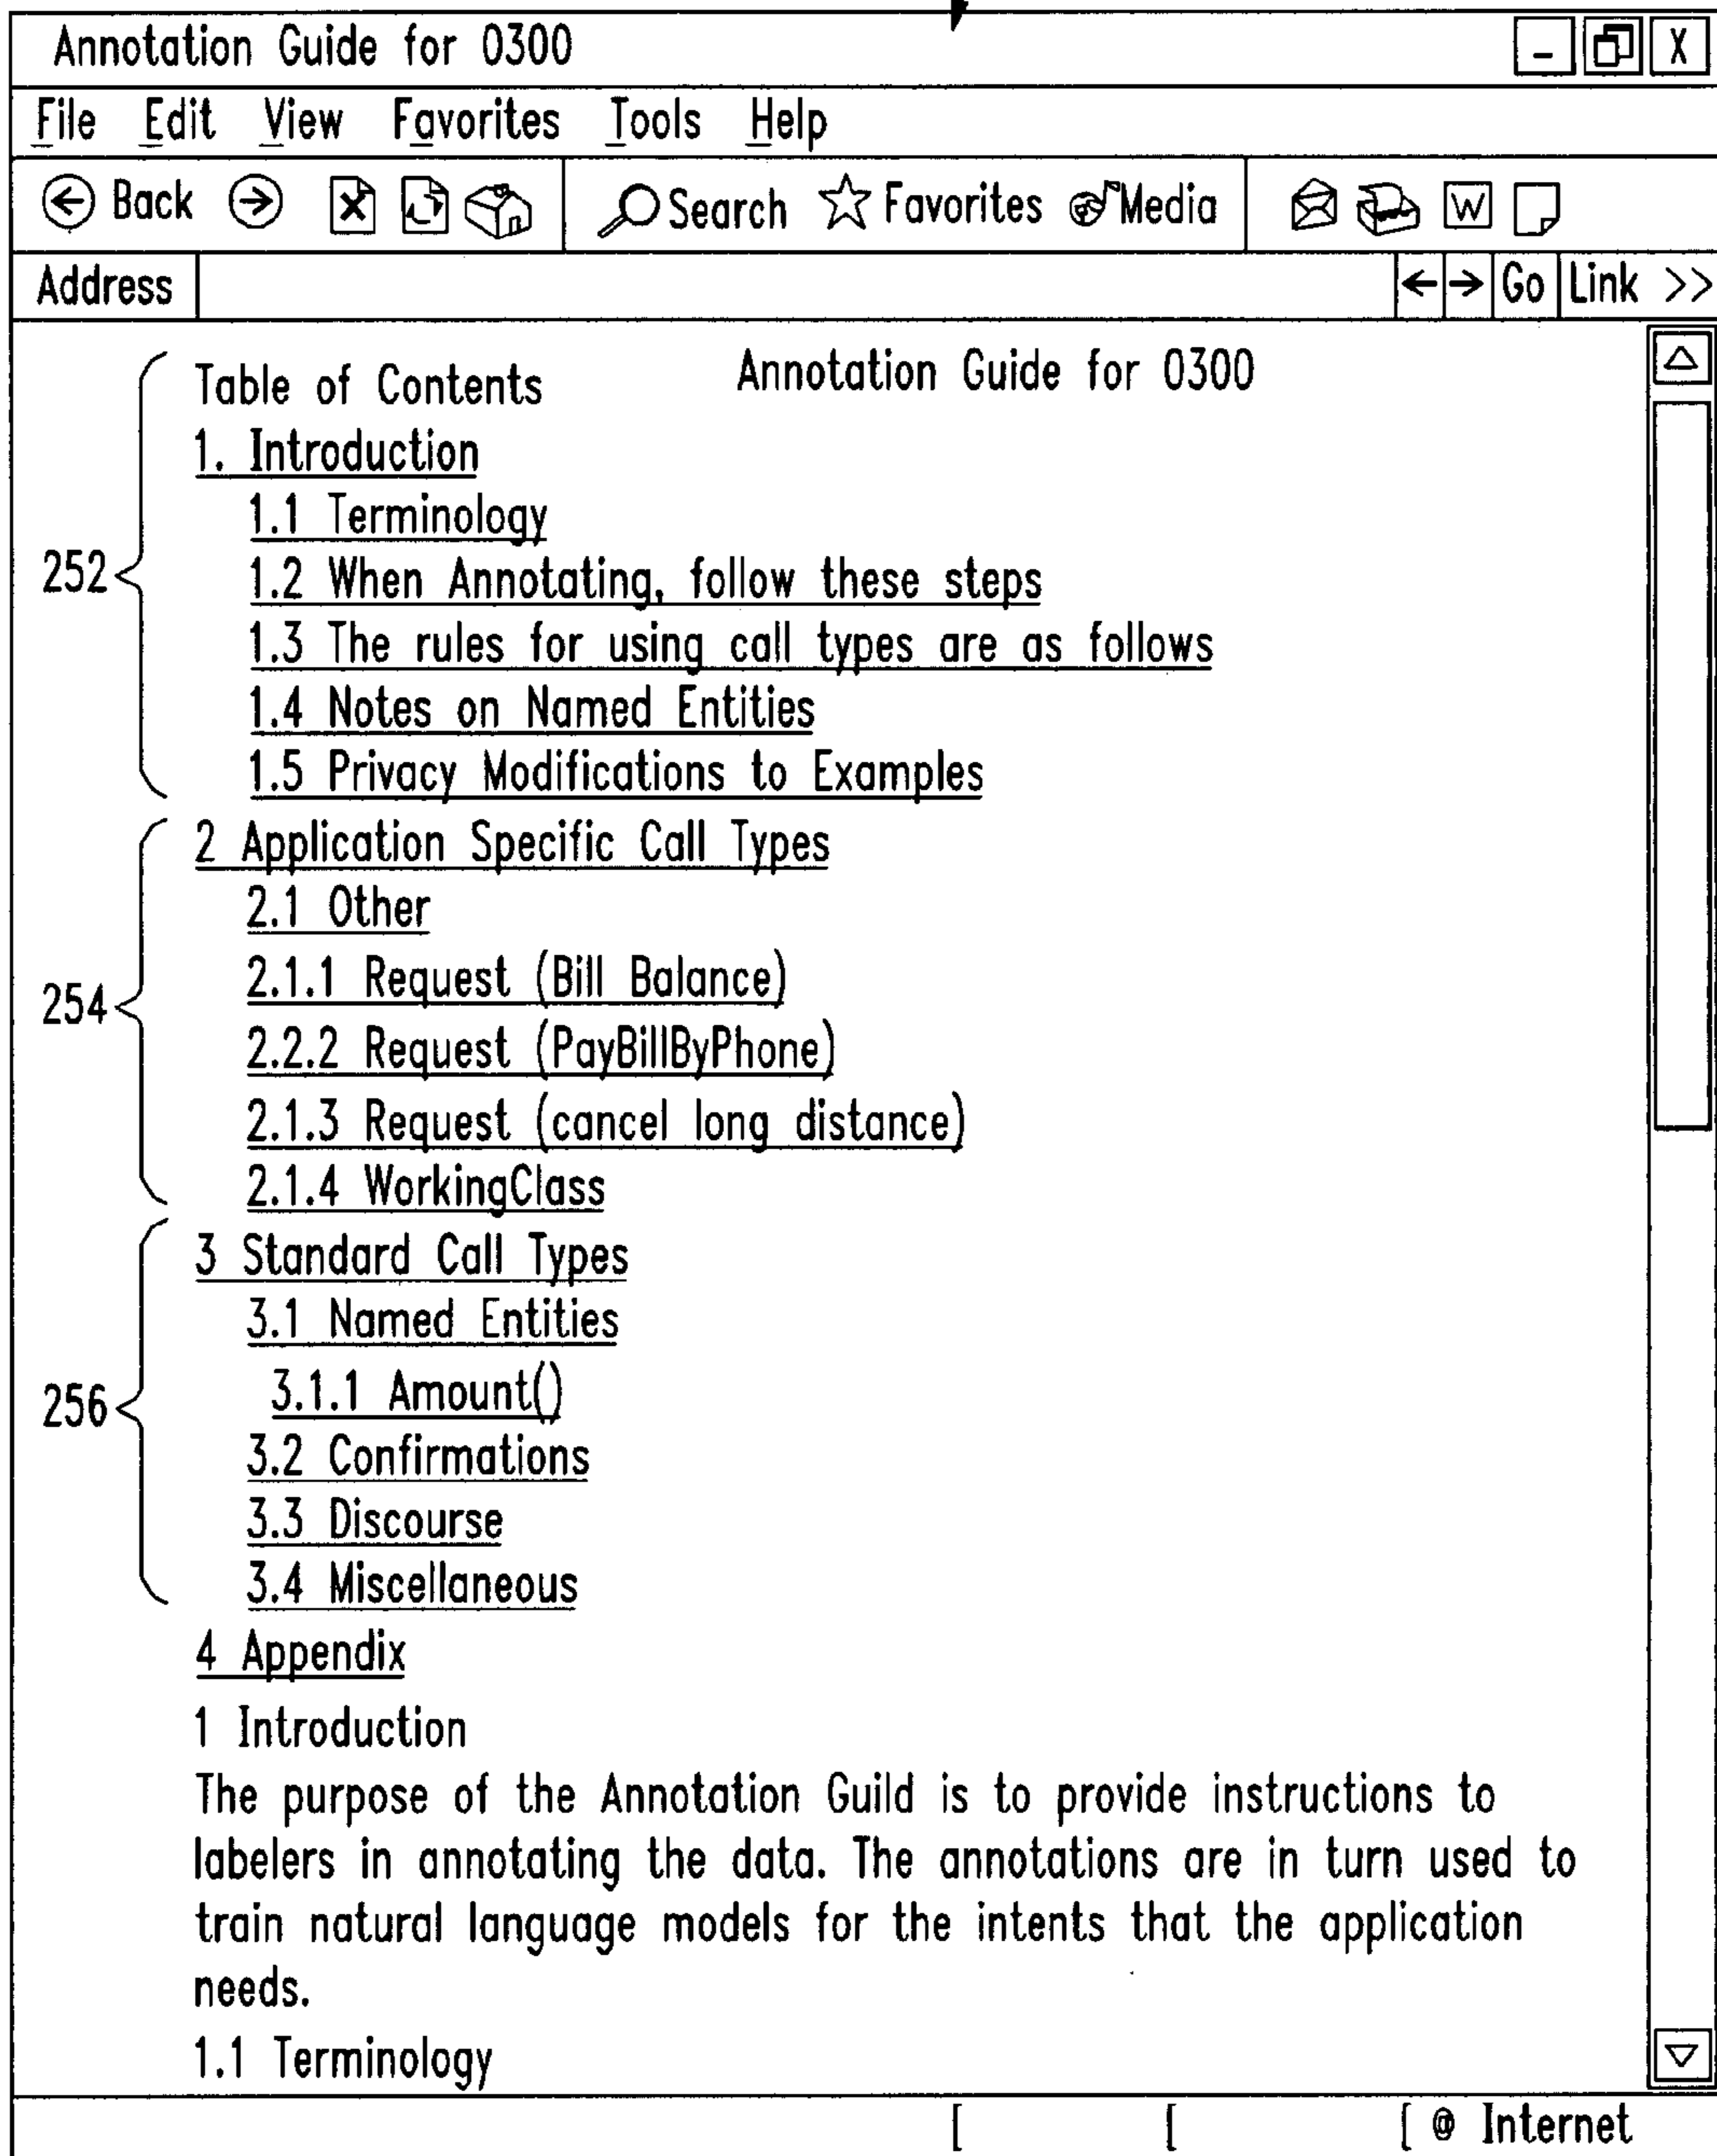 Annotation Guide for 0300
- X
File Edit View Favorites Tools Help
Back Search Favorites Media W
Address Go Link >>
Table of Contents Annotation Guide for 0300
1. Introduction
1.1 Terminology
252
1.2 When Annotating, follow these steps
1.3 The rules for using call types are as follows
1.4 Notes on Named Entities
1.5 Privacy Modifications to Examples
2 Application Specific Call Types
2.1 Other
2.1.1 Request (Bill Balance)
254
2.2.2 Request (PayBillByPhone)
2.1.3 Request (cancel long distance)
2.1.4 WorkingClass
3 Standard Call Types
3.1 Named Entities
256
3.1.1 Amount()
3.2 Confirmations
3.3 Discourse
3.4 Miscellaneous
4 Appendix
1 Introduction
The purpose of the Annotation Guild is to provide instructions to
labelers in annotating the data. The annotations are in turn used to
train natural language models for the intents that the application
needs.
1.1 Terminology
[ [ [ @ Internet